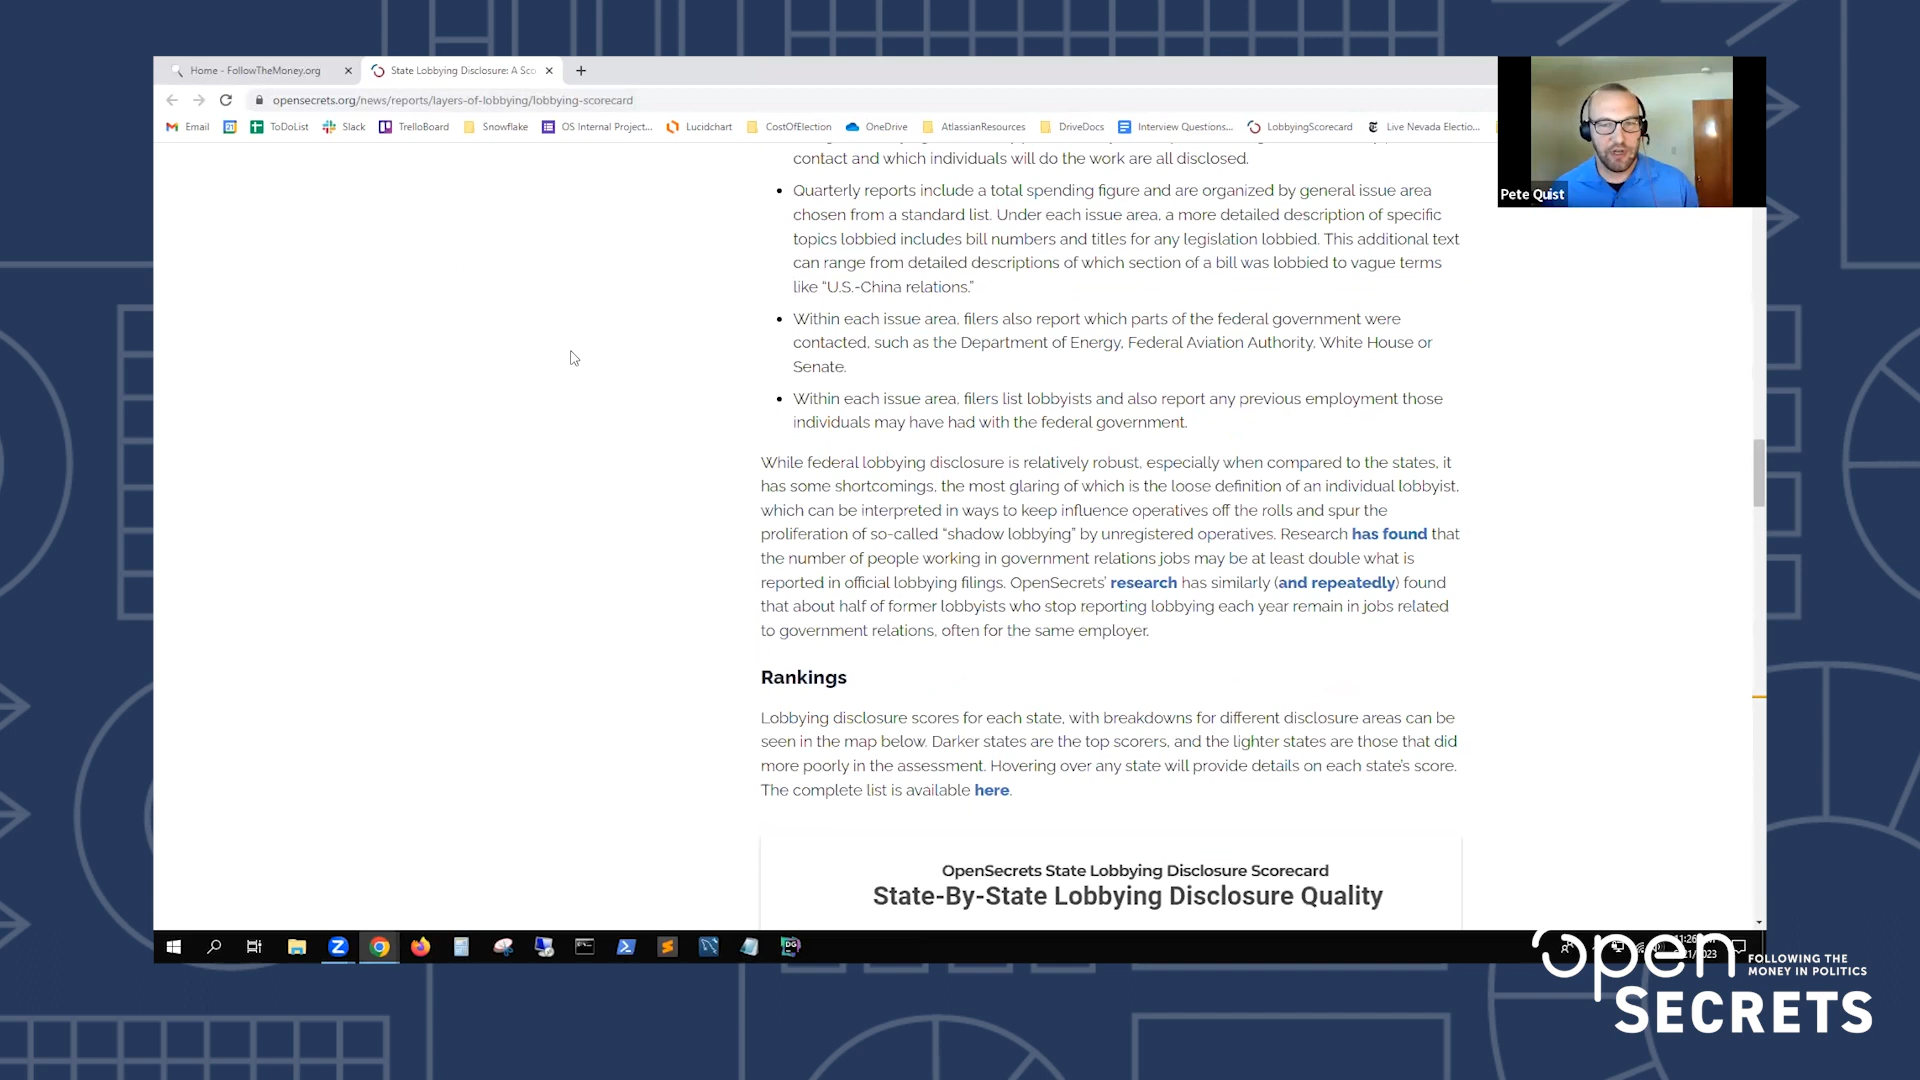 Home - FollowTheMoney.org
State Lobbying Disclosure: A Sco
opensecrets.org/news/reports/layers-of-lobbying/lobbying-scorecard
Email
ToDoList
Slack
TrelloBoard
Snowflake
OS Internal Project...
Lucidchart
CostOfElection
OneDrive
AtlassianResources
DriveDocs
Interview Questions...
LobbyingScorecard
Live Nevada Electio...
Pete Quist
contact and which individuals will do the work are all disclosed.
• Quarterly reports include a total spending figure and are organized by general issue area
chosen from a standard list. Under each issue area, a more detailed description of specific
topics lobbied includes bill numbers and titles for any legislation lobbied. This additional text
can range from detailed descriptions of which section of a bill was lobbied to vague terms
like “U.S.-China relations.”
• Within each issue area, filers also report which parts of the federal government were
contacted, such as the Department of Energy, Federal Aviation Authority, White House or
Senate.
• Within each issue area, filers list lobbyists and also report any previous employment those
individuals may have had with the federal government.
While federal lobbying disclosure is relatively robust, especially when compared to the states, it
has some shortcomings, the most glaring of which is the loose definition of an individual lobbyist,
which can be interpreted in ways to keep influence operatives off the rolls and spur the
proliferation of so-called “shadow lobbying” by unregistered operatives. Research has found that
the number of people working in government relations jobs may be at least double what is
reported in official lobbying filings. OpenSecrets’ research has similarly (and repeatedly) found
that about half of former lobbyists who stop reporting lobbying each year remain in jobs related
to government relations, often for the same employer.
Rankings
Lobbying disclosure scores for each state, with breakdowns for different disclosure areas can be
seen in the map below. Darker states are the top scorers, and the lighter states are those that did
more poorly in the assessment. Hovering over any state will provide details on each state’s score.
The complete list is available here.
OpenSecrets State Lobbying Disclosure Scorecard
State-By-State Lobbying Disclosure Quality
open
SECRETS
FOLLOWING THE
MONEY IN POLITICS